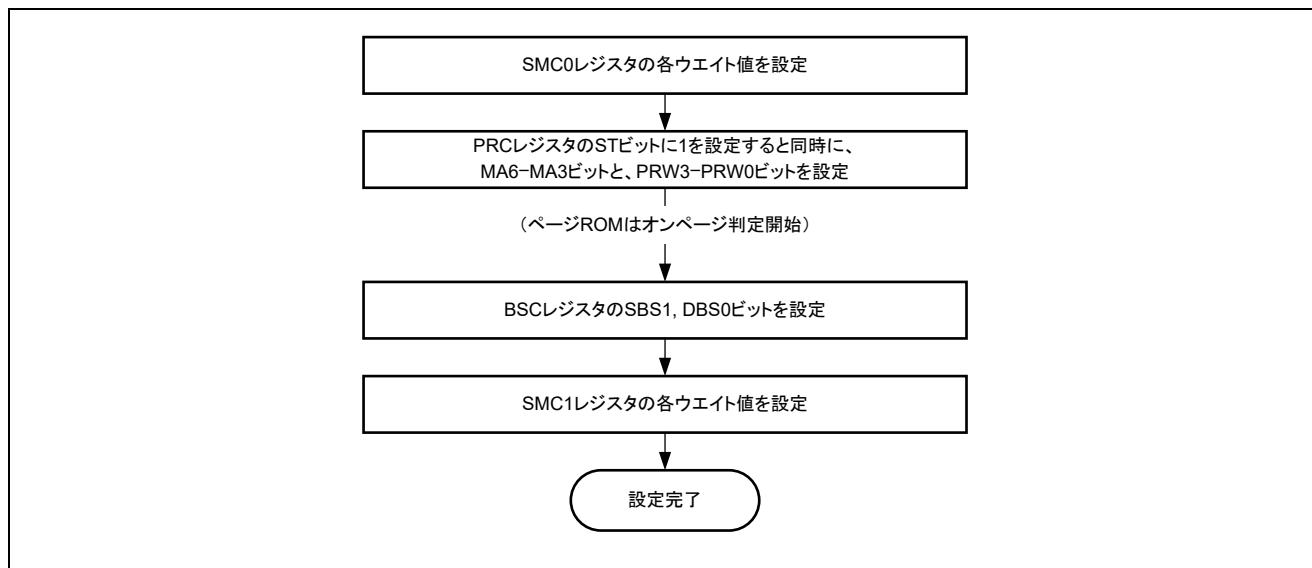 SMC0レジスタの各ウエイト値を設定
PRCレジスタのSTビットに1を設定すると同時に、
MA6−MA3ビットと、PRW3−PRW0ビットを設定
（ページROMはオンページ判定開始）
BSCレジスタのSBS1, DBS0ビットを設定
SMC1レジスタの各ウエイト値を設定
設定完了